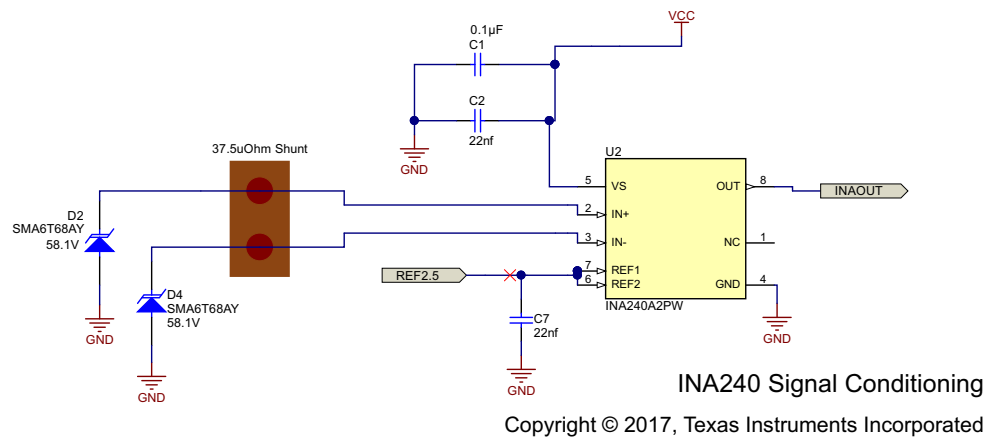 VCC
0.1µF
C1
C2
22nf
GND
37.5uOhm Shunt
D2
SMA6T68AY
58.1V
GND
D4
SMA6T68AY
58.1V
GND
U2
5 VS
2 IN+
3 IN-
7 REF1
6 REF2
OUT 8
NC 1
GND 4
INA240A2PW
INAOUT
REF2.5
C7
22nf
GND
GND
INA240 Signal Conditioning
Copyright © 2017, Texas Instruments Incorporated